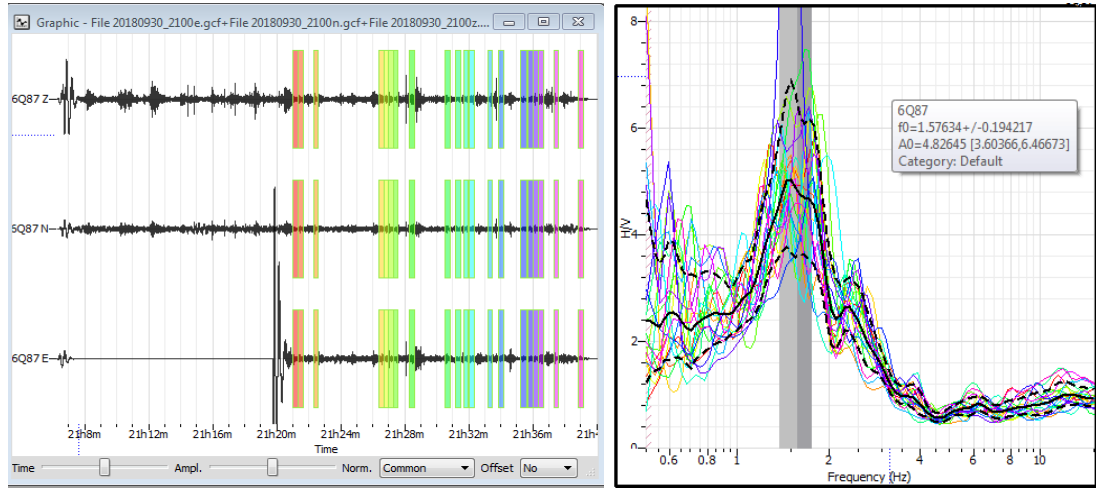 Graphic - File 20180930_2100e.gcf+File 20180930_2100n.gcf+File 20180930_2100z....
6Q87 Z
6Q87 N
6Q87 E
21h8m 21h12m 21h16m 21h20m 21h24m 21h28m 21h32m 21h36m 21h4
Time
Time Ampl. Norm. Common Offset No
H/V
8
6
4
2
0
6Q87
f0=1.57634+/-0.194217
A0=4.82645 [3.60366,6.46673]
Category: Default
0.6 0.8 1 2 4 6 8 10
Frequency (Hz)